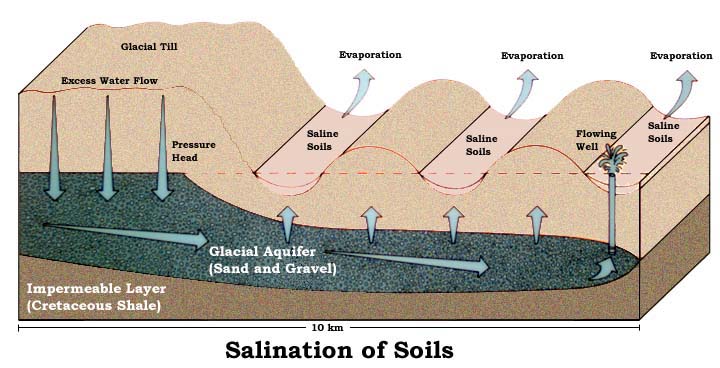 Glacial Till
Evaporation
Evaporation
Evaporation
Excess Water Flow
Pressure
Head
Saline
Soils
Saline
Soils
Flowing
Well
Saline
Soils
Glacial Aquifer
(Sand and Gravel)
Impermeable Layer
(Cretaceous Shale)
10 km
Salination of Soils